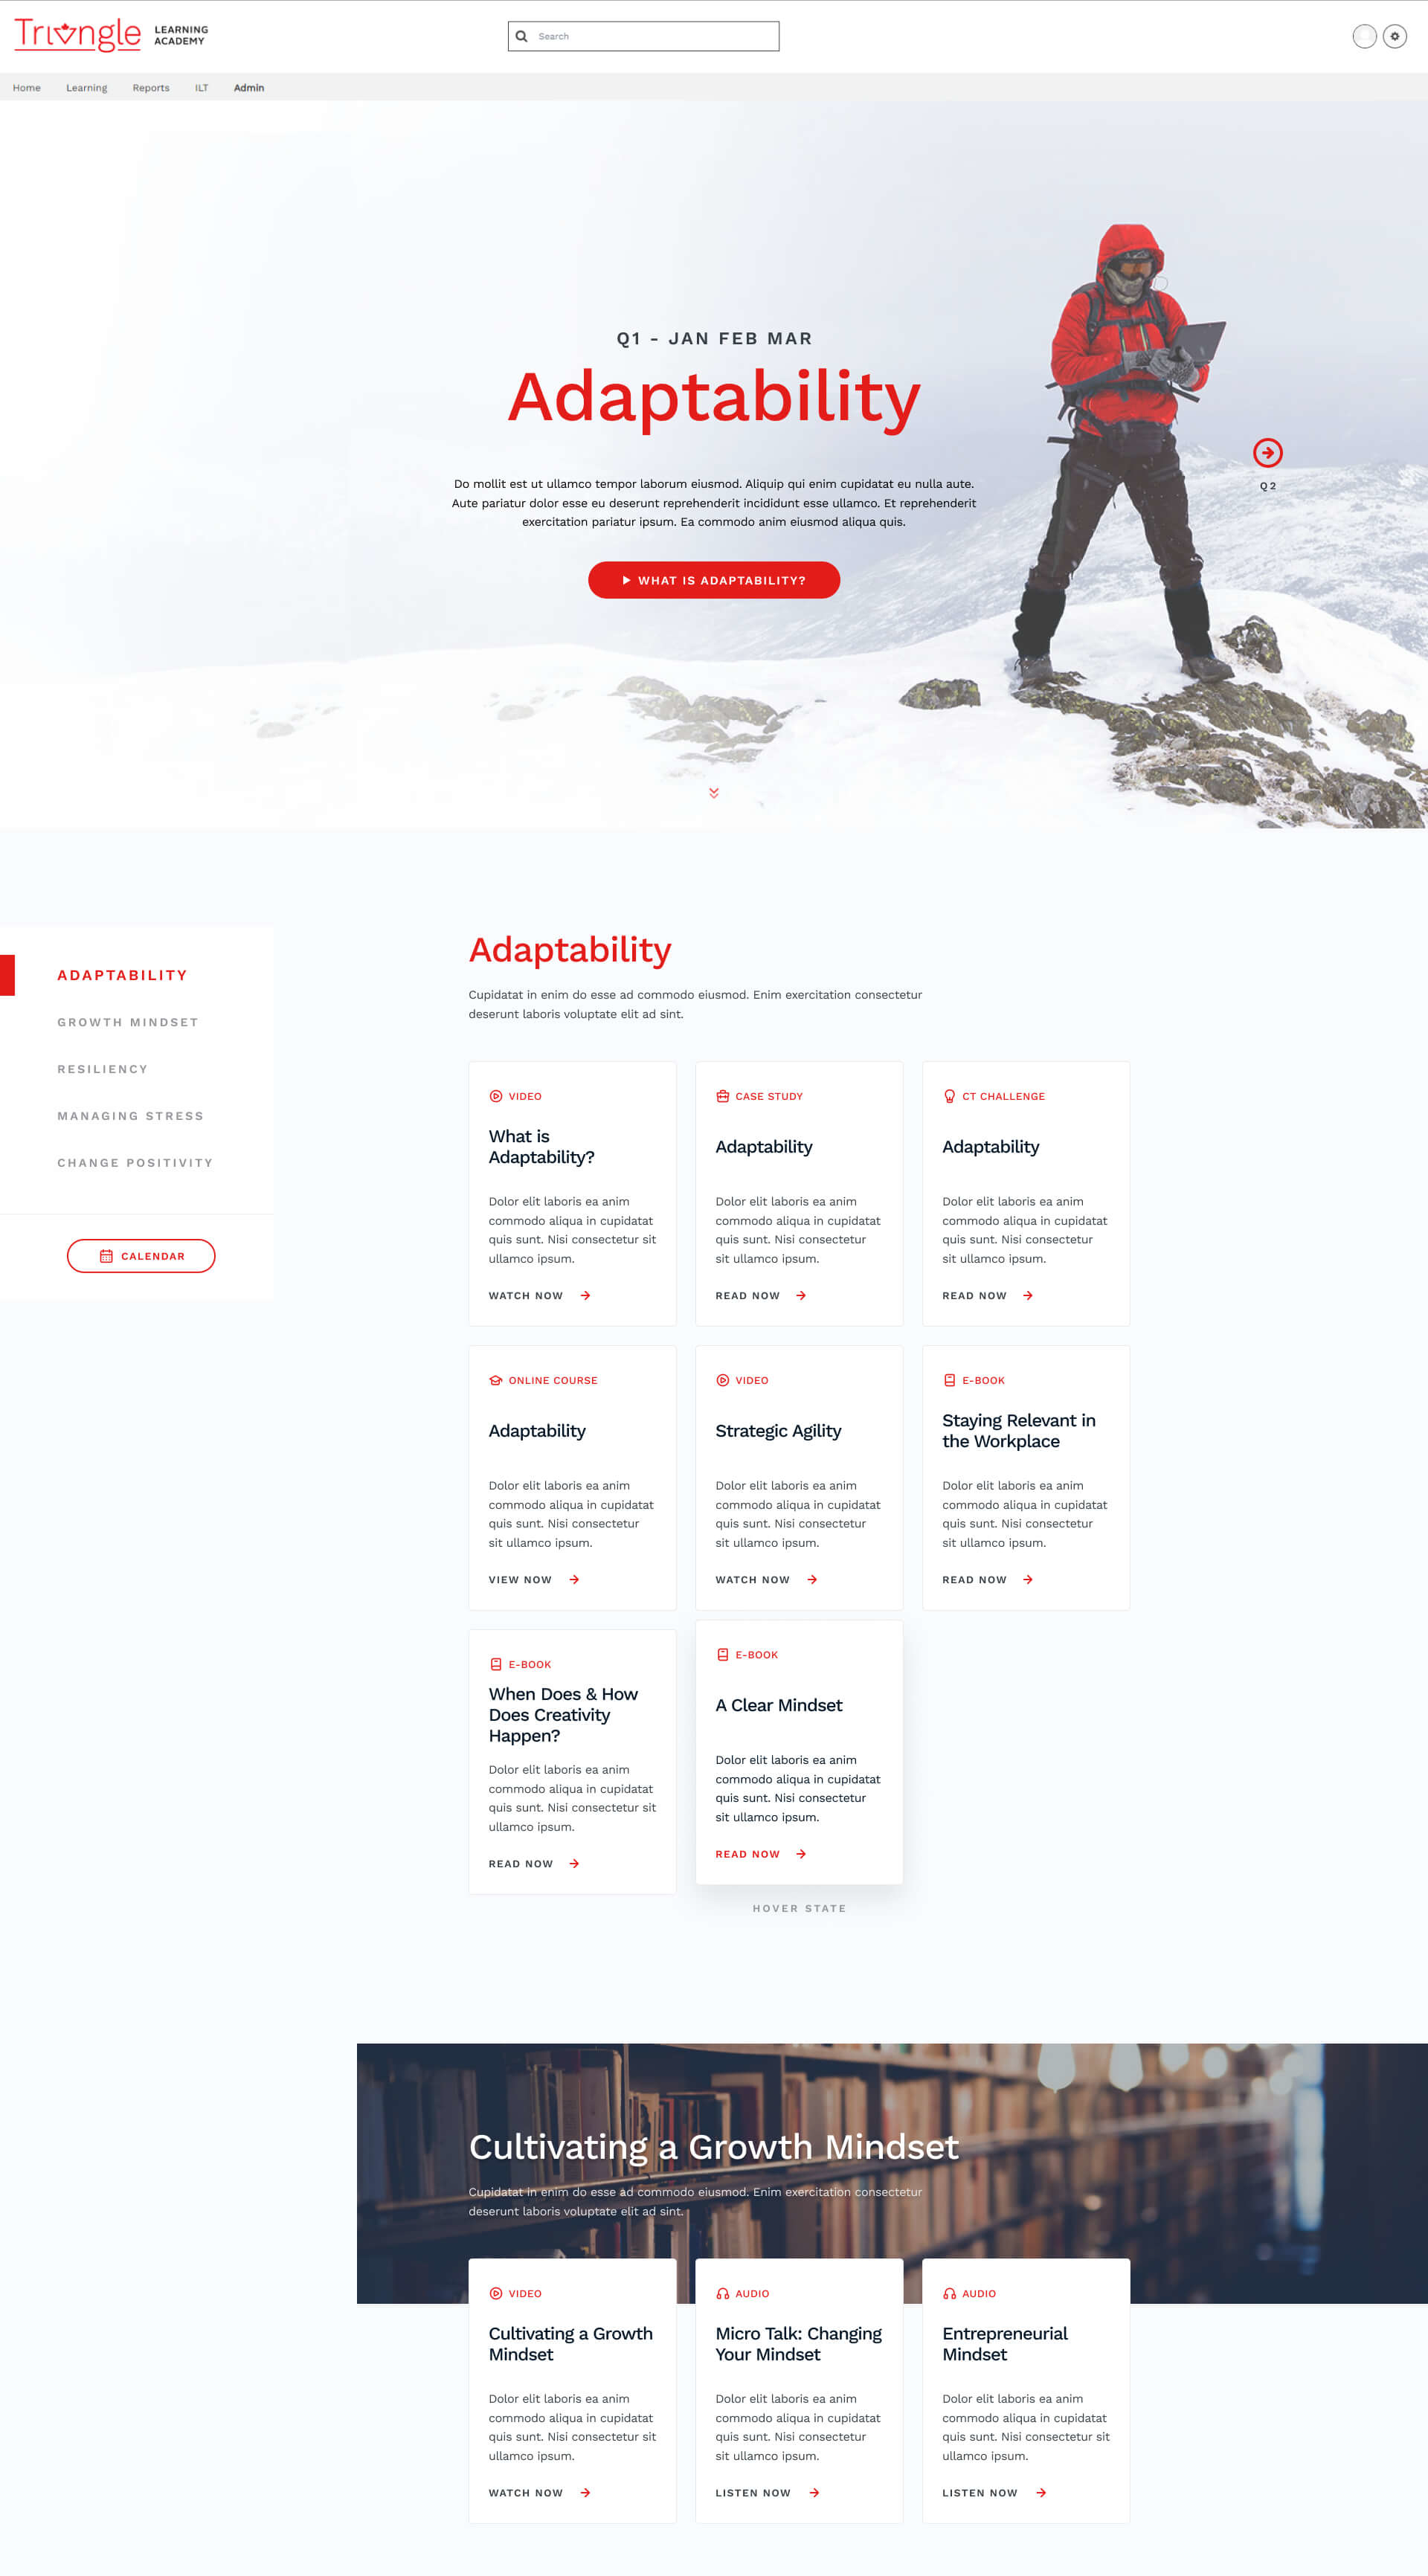 Triangle LEARNING
ACADEMY
Search
Home Learning Reports ILT Admin
Q1 - JAN FEB MAR
Adaptability
Do mollit est ut ullamco tempor laborum eiusmod. Aliquip qui enim cupidatat eu nulla aute.
Aute pariatur dolor esse eu deserunt reprehenderit incididunt esse ullamco. Et reprehenderit
exercitation pariatur ipsum. Ea commodo anim eiusmod aliqua quis.
WHAT IS ADAPTABILITY?
Q2
ADAPTABILITY
GROWTH MINDSET
RESILIENCY
MANAGING STRESS
CHANGE POSITIVITY
CALENDAR
Adaptability
Cupidatat in enim do esse ad commodo eiusmod. Enim exercitation consectetur
deserunt laboris voluptate elit ad sint.
VIDEO
What is
Adaptability?
Dolor elit laboris ea anim
commodo aliqua in cupidatat
quis sunt. Nisi consectetur sit
ullamco ipsum.
WATCH NOW
CASE STUDY
Adaptability
Dolor elit laboris ea anim
commodo aliqua in cupidatat
quis sunt. Nisi consectetur
sit ullamco ipsum.
READ NOW
CT CHALLENGE
Adaptability
Dolor elit laboris ea anim
commodo aliqua in cupidatat
quis sunt. Nisi consectetur
sit ullamco ipsum.
READ NOW
ONLINE COURSE
Adaptability
Dolor elit laboris ea anim
commodo aliqua in cupidatat
quis sunt. Nisi consectetur
sit ullamco ipsum.
VIEW NOW
VIDEO
Strategic Agility
Dolor elit laboris ea anim
commodo aliqua in cupidatat
quis sunt. Nisi consectetur
sit ullamco ipsum.
WATCH NOW
E-BOOK
Staying Relevant in
the Workplace
Dolor elit laboris ea anim
commodo aliqua in cupidatat
quis sunt. Nisi consectetur
sit ullamco ipsum.
READ NOW
E-BOOK
When Does & How
Does Creativity
Happen?
Dolor elit laboris ea anim
commodo aliqua in cupidatat
quis sunt. Nisi consectetur sit
ullamco ipsum.
READ NOW
E-BOOK
A Clear Mindset
Dolor elit laboris ea anim
commodo aliqua in cupidatat
quis sunt. Nisi consectetur
sit ullamco ipsum.
READ NOW
HOVER STATE
Cultivating a Growth Mindset
Cupidatat in enim do esse ad commodo eiusmod. Enim exercitation consectetur
deserunt laboris voluptate elit ad sint.
VIDEO
Cultivating a Growth
Mindset
Dolor elit laboris ea anim
commodo aliqua in cupidatat
quis sunt. Nisi consectetur sit
ullamco ipsum.
WATCH NOW
AUDIO
Micro Talk: Changing
Your Mindset
Dolor elit laboris ea anim
commodo aliqua in cupidatat
quis sunt. Nisi consectetur
sit ullamco ipsum.
LISTEN NOW
AUDIO
Entrepreneurial
Mindset
Dolor elit laboris ea anim
commodo aliqua in cupidatat
quis sunt. Nisi consectetur sit
ullamco ipsum.
LISTEN NOW